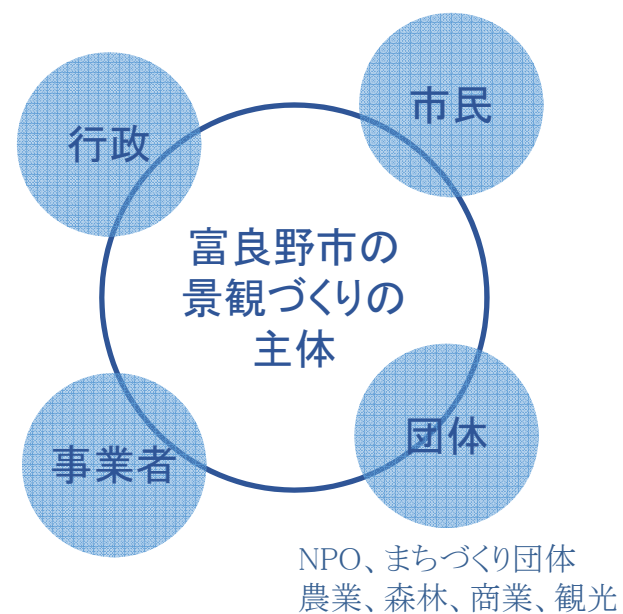 行政
市民
富良野市の
景観づくりの
主体
事業者
団体
NPO、まちづくり団体
農業、森林、商業、観光